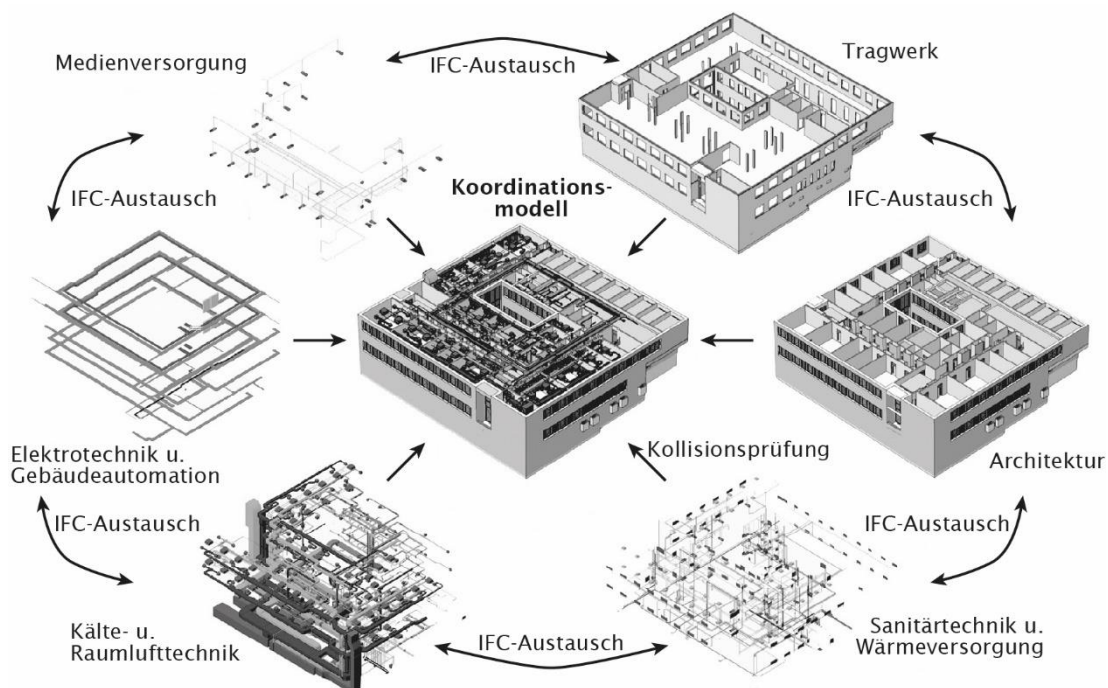 Medienversorgung
IFC-Austausch
Tragwerk
IFC-Austausch
Koordinations-
modell
IFC-Austausch
Elektrotechnik u.
Gebäudeautomation
Kollisionsprüfung
Architektur
IFC-Austausch
IFC-Austausch
Kälte- u.
Raumlufttechnik
IFC-Austausch
Sanitärtechnik u.
Wärmeversorgung